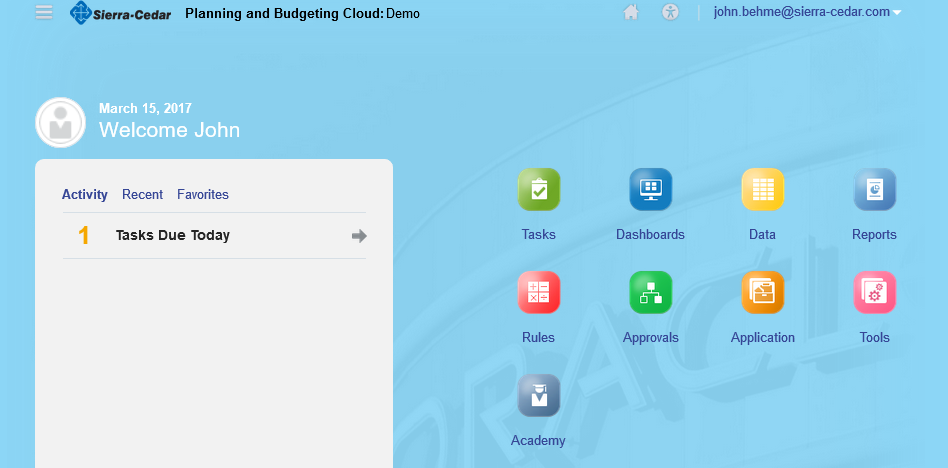 Sierra-Cedar Planning and Budgeting Cloud: Demo john.behme@sierra-cedar.com
March 15, 2017
Welcome John
Activity Recent Favorites
1 Tasks Due Today
Tasks Dashboards Data Reports
Rules Approvals Application Tools
Academy
ORACL